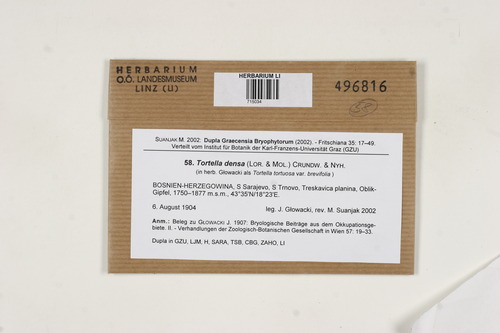 HERBARIUM
O.Ö. LANDESMUSEUM
LINZ (U)
HERBARIUM LI
715034
496816
SUANJAK M. 2002: Dupla Graecensia Bryophytorum (2002). - Fritschiana 35: 17–49.
Verteilt vom Institut für Botanik der Karl-Franzens-Universität Graz (GZU)
58. Tortella densa (LOR. & MOL.) CRUNDW. & NYH.
(in herb. Głowacki als Tortella tortuosa var. brevifolia )
BOSNIEN-HERZEGOWINA, S Sarajevo, S Trnovo, Treskavica planina, Oblik-
Gipfel, 1750–1877 m s.m., 43°35'N/18°23'E.
6. August 1904 leg. J. Głowacki, rev. M. Suanjak 2002
Anm.: Beleg zu GŁOWACKI J. 1907: Bryologische Beiträge aus dem Okkupationsge-
biete. II. - Verhandlungen der Zoologisch-Botanischen Gesellschaft in Wien 57: 19–33.
Dupla in GZU, LJM, H; SARA, TSB, CBG, ZAHO, LI